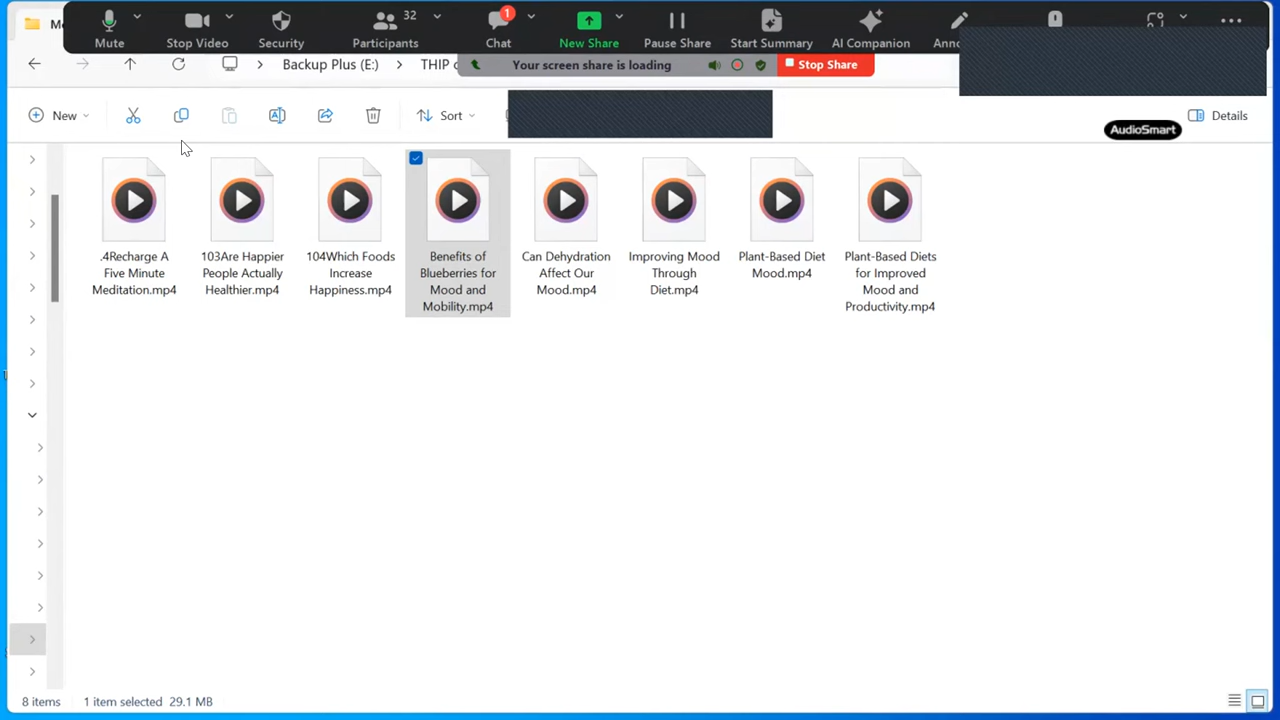 Mute
Stop Video
Security
Participants
32
Chat
1
New Share
Pause Share
Start Summary
AI Companion
Backup Plus (E:)
THIP
Your screen share is loading
Stop Share
New
Sort
Details
AudioSmart
.4Recharge A
Five Minute
Meditation.mp4
103Are Happier
People Actually
Healthier.mp4
104Which Foods
Increase
Happiness.mp4
Benefits of
Blueberries for
Mood and
Mobility.mp4
Can Dehydration
Affect Our
Mood.mp4
Improving Mood
Through
Diet.mp4
Plant-Based Diet
Mood.mp4
Plant-Based Diets
for Improved
Mood and
Productivity.mp4
8 items
1 item selected 29.1 MB